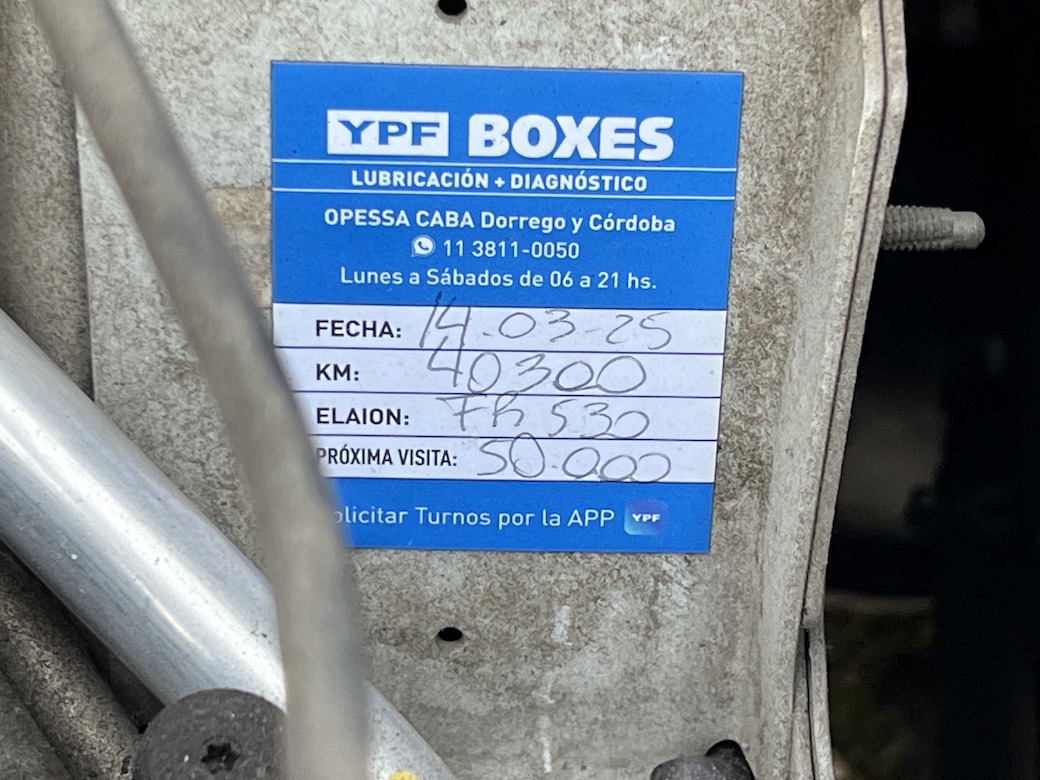 YPF BOXES
LUBRICACIÓN + DIAGNÓSTICO
OPESSA CABA Dorrego y Córdoba
11 3811-0050
Lunes a Sábados de 06 a 21 hs.
FECHA: 14-03-25
KM: 40300
ELAION: 530
PRÓXIMA VISITA: 50.000
olicitar Turnos por la APP YPF